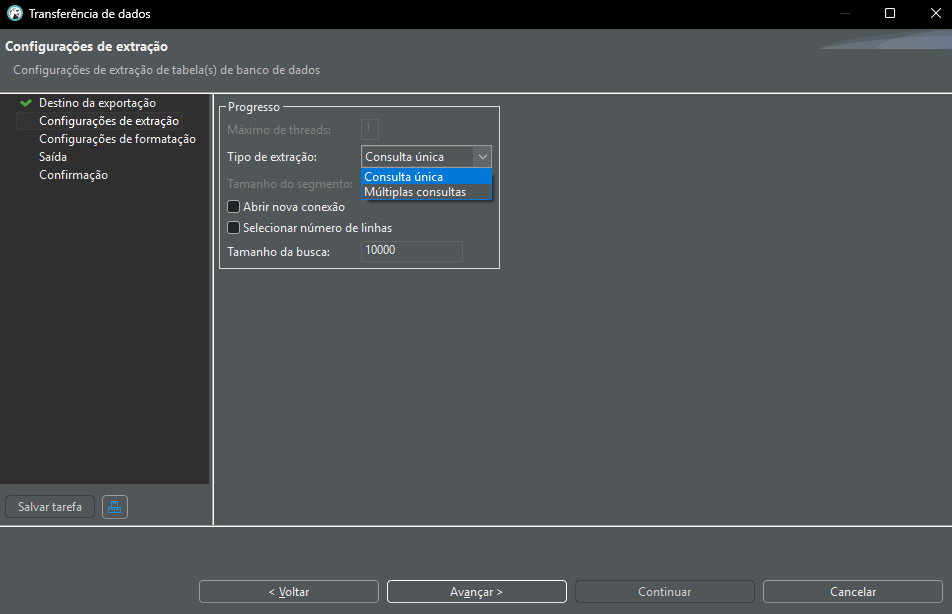 Transferência de dados
Configurações de extração
Configurações de extração de tabela(s) de banco de dados
Destino da exportação
Configurações de extração
Configurações de formatação
Saída
Confirmação
Progresso
Máximo de threads: 1
Tipo de extração: Consulta única
Consulta única
Tamanho do segmento:
Múltiplas consultas
Abrir nova conexão
Selecionar número de linhas
Tamanho da busca: 10000
Salvar tarefa
< Voltar
Avançar >
Continuar
Cancelar